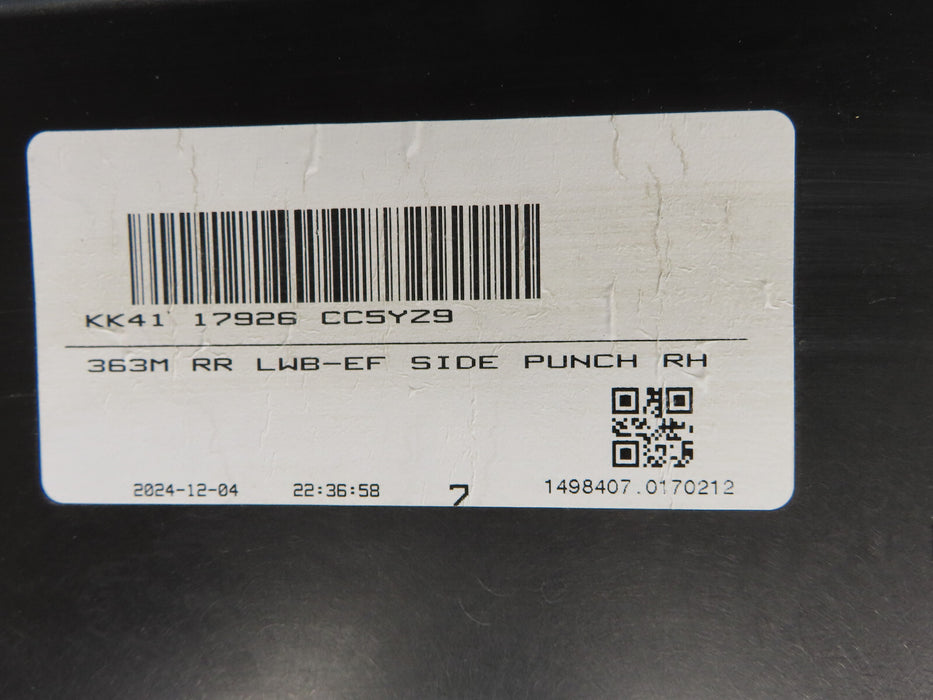 KK41 17926 CC5YZ9
363M RR LWB-EF SIDE PUNCH RH
2024-12-04 22:36:58 7 1498407.0170212